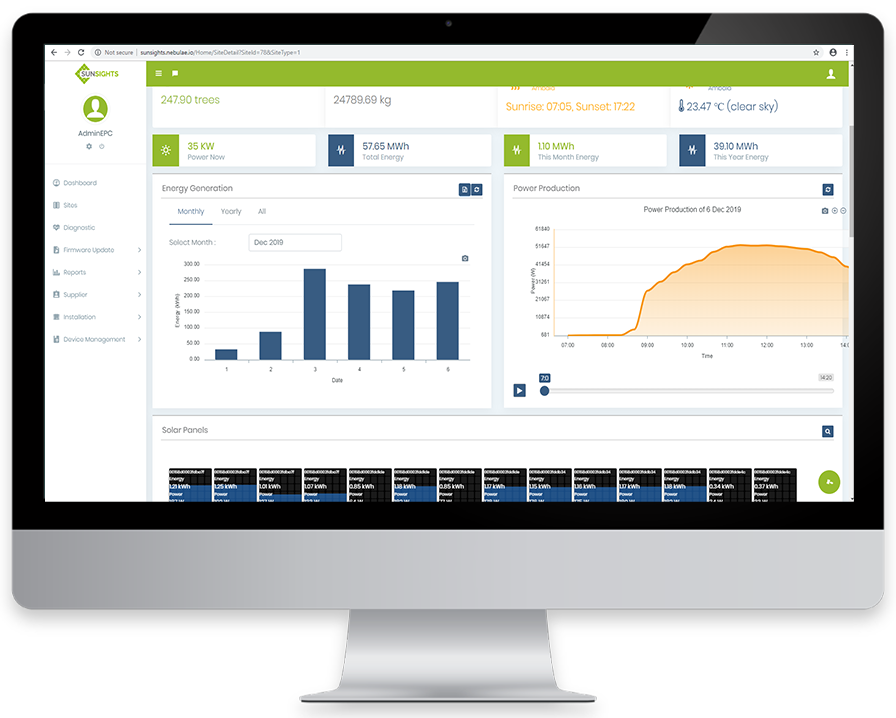 Not secure | sunsights.nebulae.io/Home/SiteDetail?SiteId=78&SiteType=1
SUNSIGHTS
AdminEPC
Dashboard
Sites
Diagnostic
Firmware Update
Reports
Supplier
Installation
Device Management
247.90 trees
24789.69 kg
Ambala
Sunrise: 07:05, Sunset: 17:22
Ambala
23.47 °C (clear sky)
35 KW
Power Now
57.65 MWh
Total Energy
1.10 MWh
This Month Energy
39.10 MWh
This Year Energy
Energy Generation
Monthly Yearly All
Select Month : Dec 2019
300.00
250.00
200.00
150.00
100.00
50.00
0.00
Energy (kWh)
1 2 3 4 5 6
Date
Power Production
Power Production of 6 Dec 2019
61840
51647
41454
31261
21067
10874
681
Power (W)
07:00 08:00 09:00 10:00 11:00 12:00 13:00
Time
7:0
14:20
Solar Panels
Energy Energy Energy Energy Energy Energy Energy Energy Energy Energy Energy Energy Energy Energy
1.21 kWh 1.25 kWh 1.01 kWh 1.07 kWh 0.85 kWh 1.18 kWh 0.85 kWh 1.17 kWh 1.15 kWh 1.16 kWh 1.17 kWh 1.18 kWh 0.34 kWh 0.37 kWh
Power Power Power Power Power Power Power Power Power Power Power Power Power Power